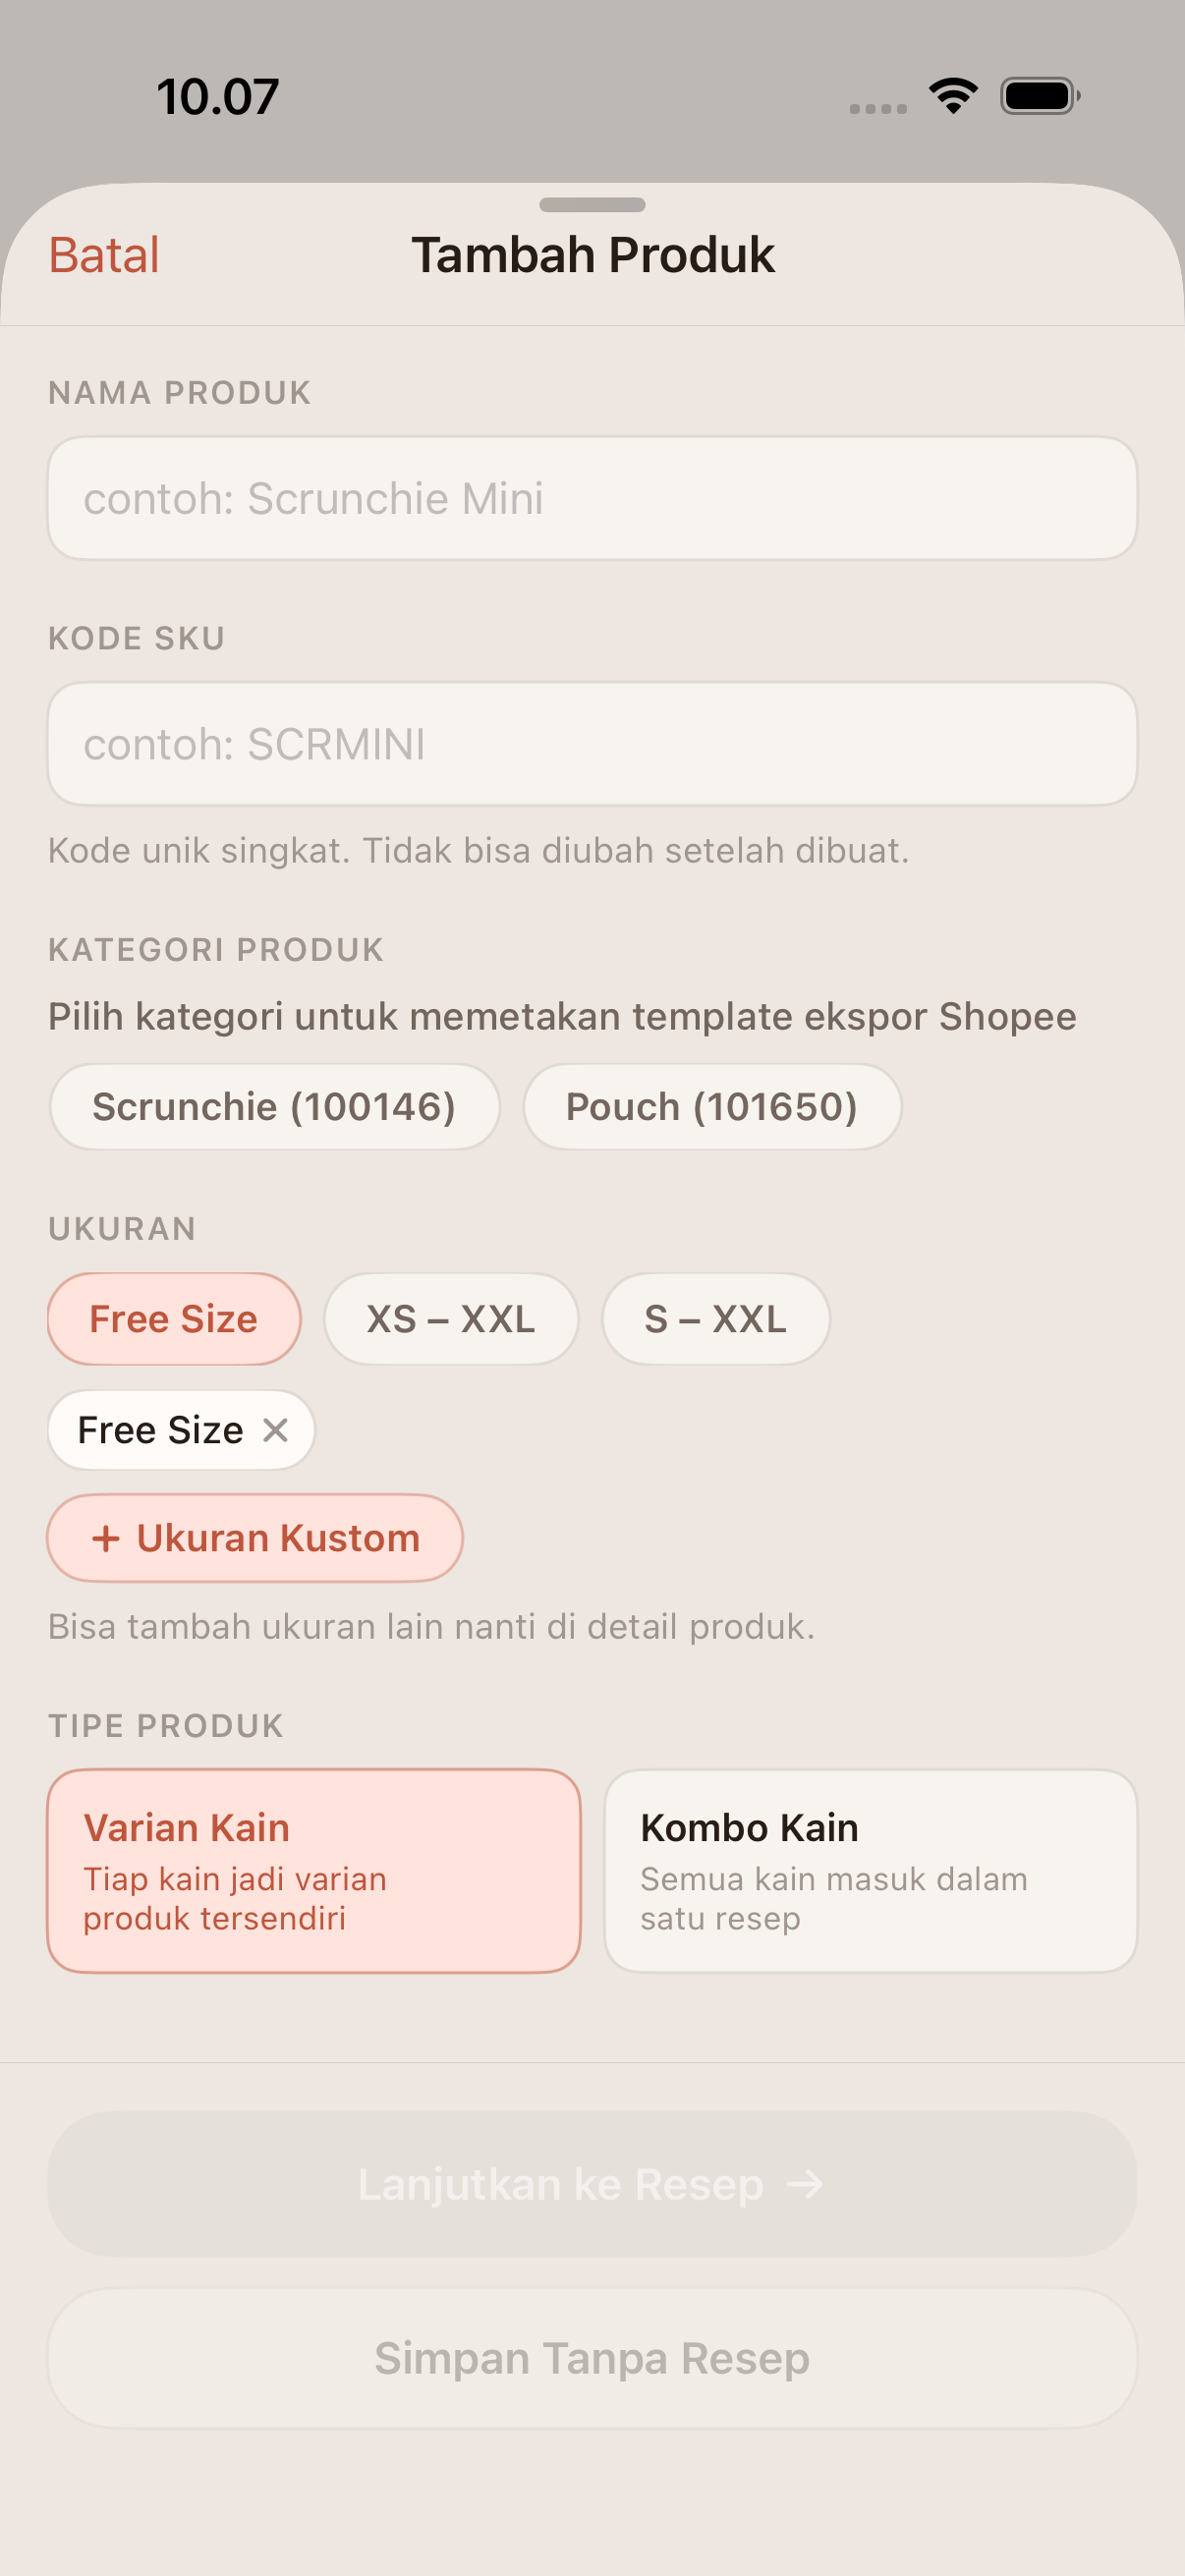 10.07
Batal
Tambah Produk
NAMA PRODUK
contoh: Scrunchie Mini
KODE SKU
contoh: SCRMINI
Kode unik singkat. Tidak bisa diubah setelah dibuat.
KATEGORI PRODUK
Pilih kategori untuk memetakan template ekspor Shopee
Scrunchie (100146)
Pouch (101650)
UKURAN
Free Size
XS – XXL
S – XXL
Free Size ×
+ Ukuran Kustom
Bisa tambah ukuran lain nanti di detail produk.
TIPE PRODUK
Varian Kain
Tiap kain jadi varian
produk tersendiri
Kombo Kain
Semua kain masuk dalam
satu resep
Lanjutkan ke Resep →
Simpan Tanpa Resep